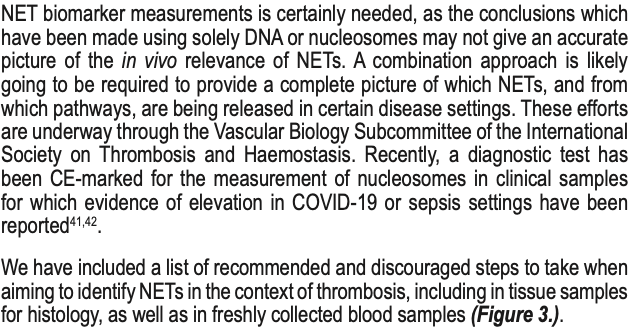 NET biomarker measurements is certainly needed, as the conclusions which
have been made using solely DNA or nucleosomes may not give an accurate
picture of the in vivo relevance of NETs. A combination approach is likely
going to be required to provide a complete picture of which NETs, and from
which pathways, are being released in certain disease settings. These efforts
are underway through the Vascular Biology Subcommittee of the International
Society on Thrombosis and Haemostasis. Recently, a diagnostic test has
been CE-marked for the measurement of nucleosomes in clinical samples
for which evidence of elevation in COVID-19 or sepsis settings have been
reported41,42.
We have included a list of recommended and discouraged steps to take when
aiming to identify NETs in the context of thrombosis, including in tissue samples
for histology, as well as in freshly collected blood samples (Figure 3.).